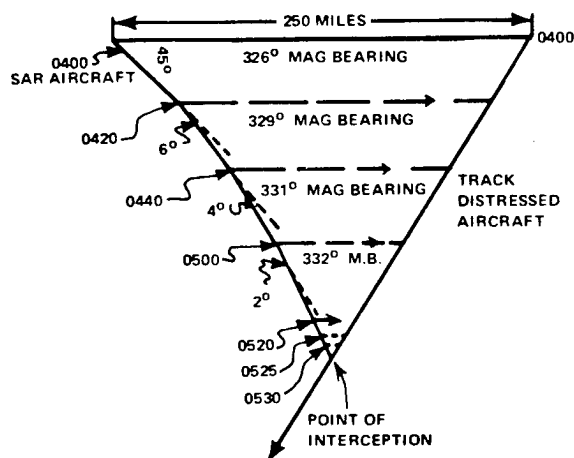 250 MILES
0400
0400
SAR AIRCRAFT
45°
326° MAG BEARING
329° MAG BEARING
0420
6°
331° MAG BEARING
0440
TRACK
DISTRESSED
AIRCRAFT
4°
0500
332° M.B.
2°
0520
0525
0530
POINT OF
INTERCEPTION